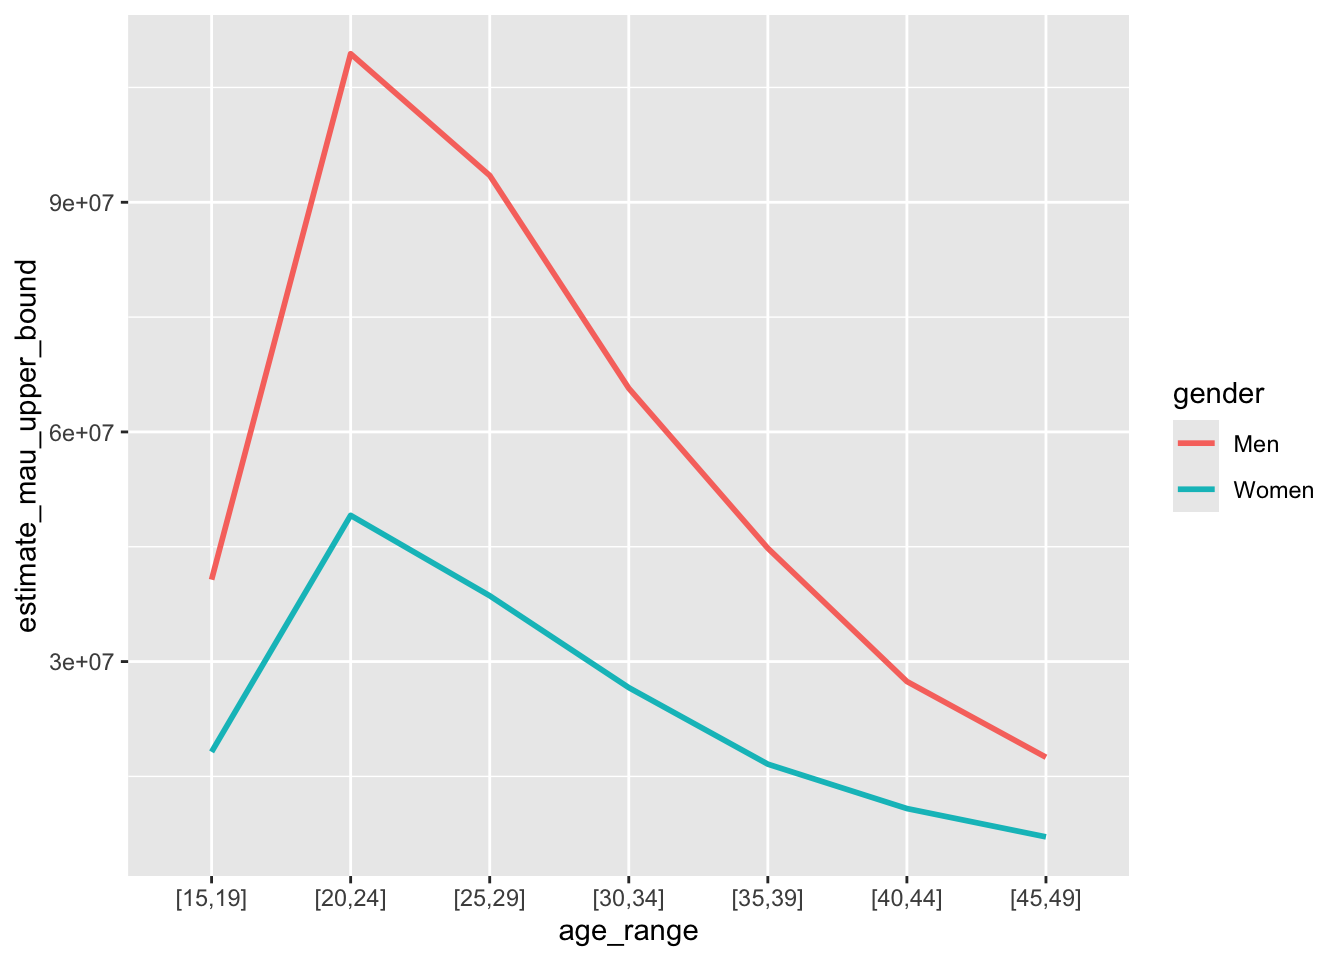 estimate_mau_upper_bound
9e+07
6e+07
3e+07
[15,19] [20,24] [25,29] [30,34] [35,39] [40,44] [45,49]
age_range
gender
Men
Women